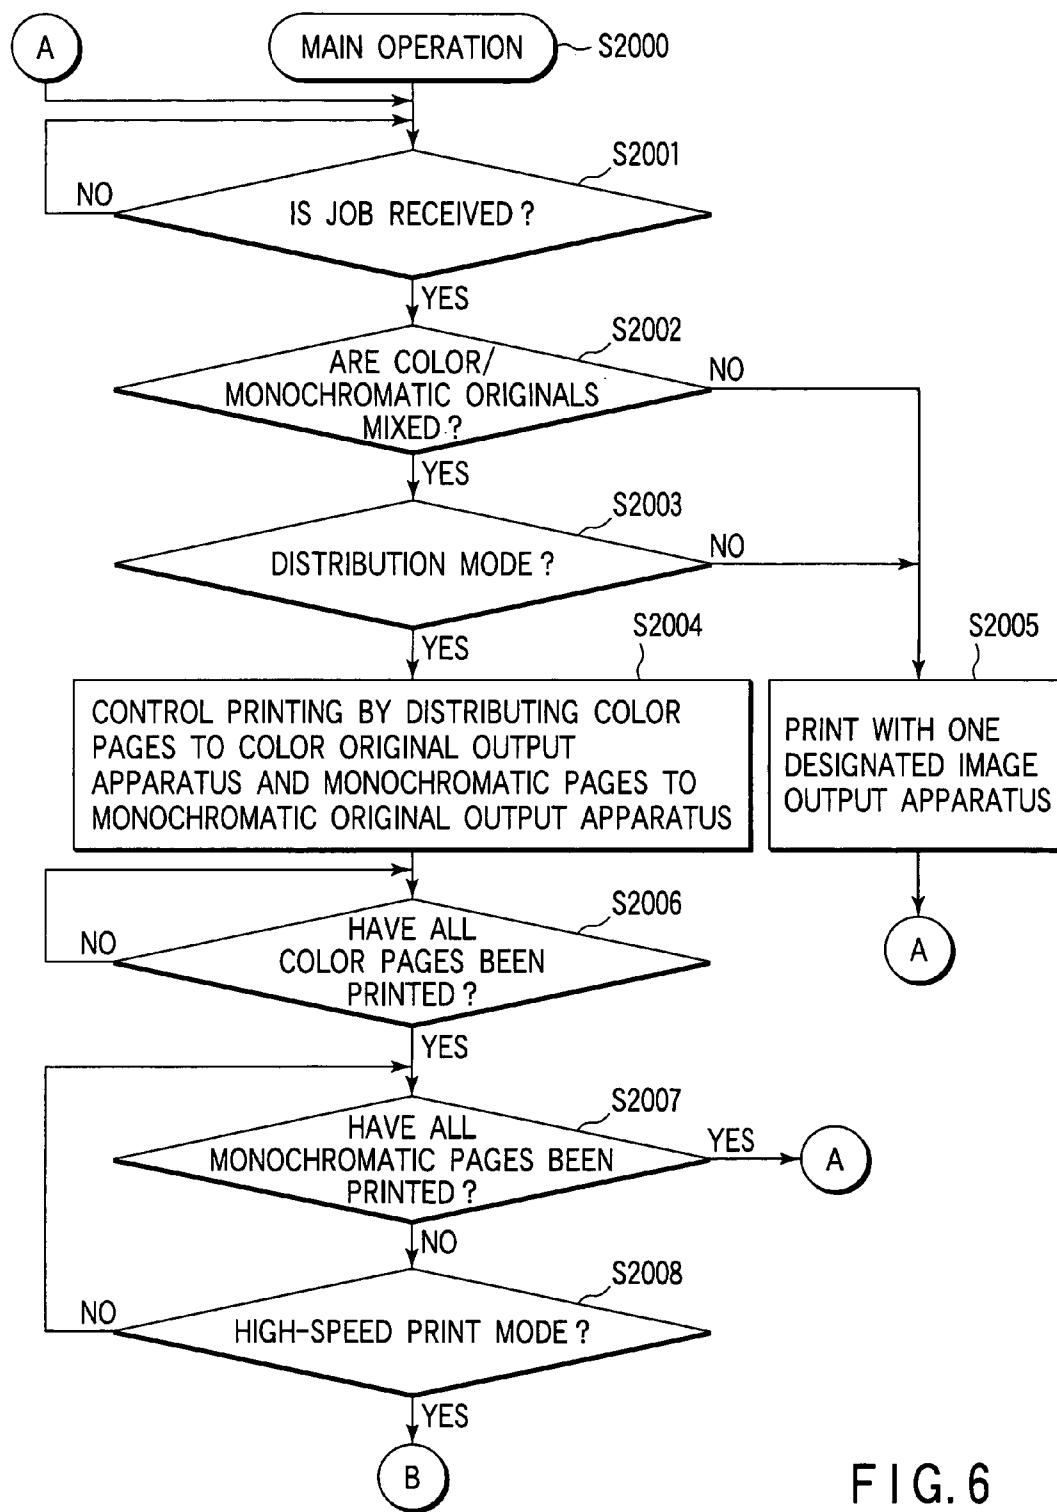 A
MAIN OPERATION
S2000
S2001
NO
IS JOB RECEIVED?
YES
S2002
ARE COLOR/
MONOCHROMATIC ORIGINALS
MIXED?
NO
YES
S2003
DISTRIBUTION MODE?
NO
YES
S2004
S2005
CONTROL PRINTING BY DISTRIBUTING COLOR
PAGES TO COLOR ORIGINAL OUTPUT
APPARATUS AND MONOCHROMATIC PAGES TO
MONOCHROMATIC ORIGINAL OUTPUT APPARATUS
PRINT WITH ONE
DESIGNATED IMAGE
OUTPUT APPARATUS
S2006
NO
HAVE ALL
COLOR PAGES BEEN
PRINTED?
A
YES
S2007
HAVE ALL
MONOCHROMATIC PAGES BEEN
PRINTED?
YES
A
NO
S2008
NO
HIGH-SPEED PRINT MODE?
YES
B
FIG.6